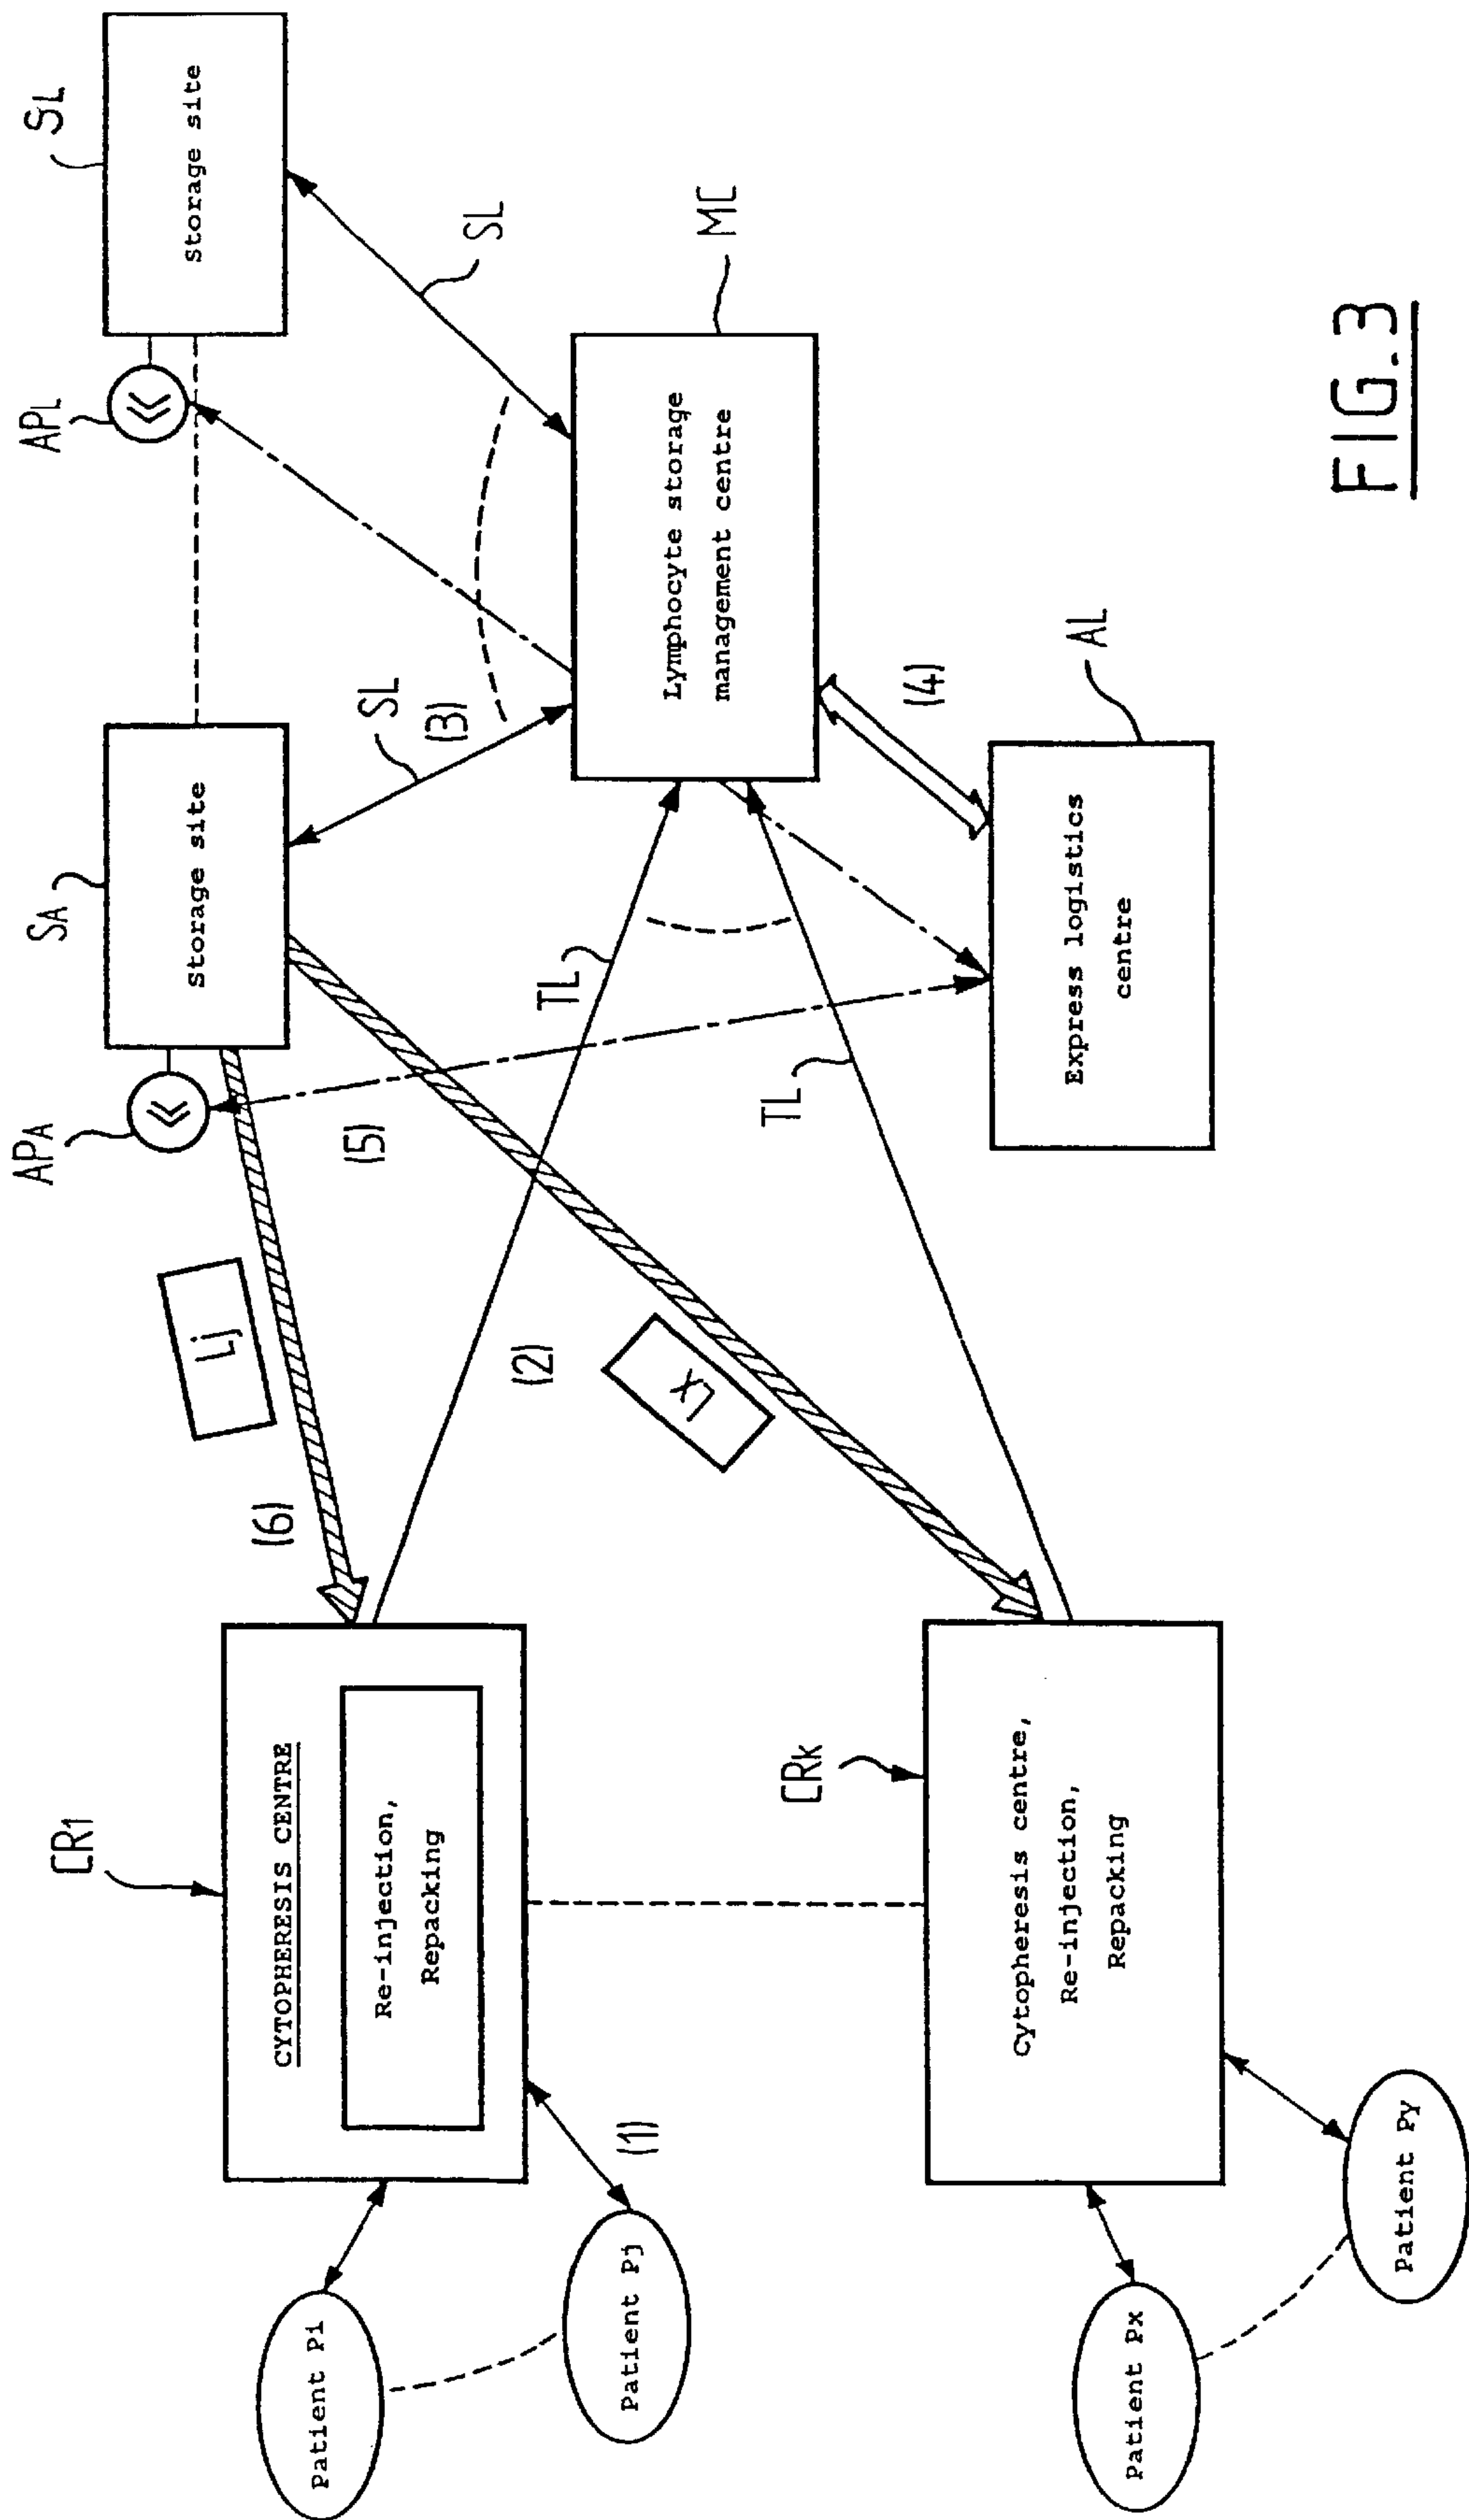 SA
Storage site
SL
Storage site
APA
APL
SL
(3)
SL
Lj
(6)
(5)
TL
Lymphocyte storage
management centre
MC
CR1
CYTOPHERESIS CENTRE
Re-injection,
Repacking
(2)
TL
(4)
Patient Pi
Patient Pj
(1)
Express logistics
centre
AL
CRk
Cytopheresis centre,
Re-injection,
Repacking
Patient Px
Patient Py
FIG.3